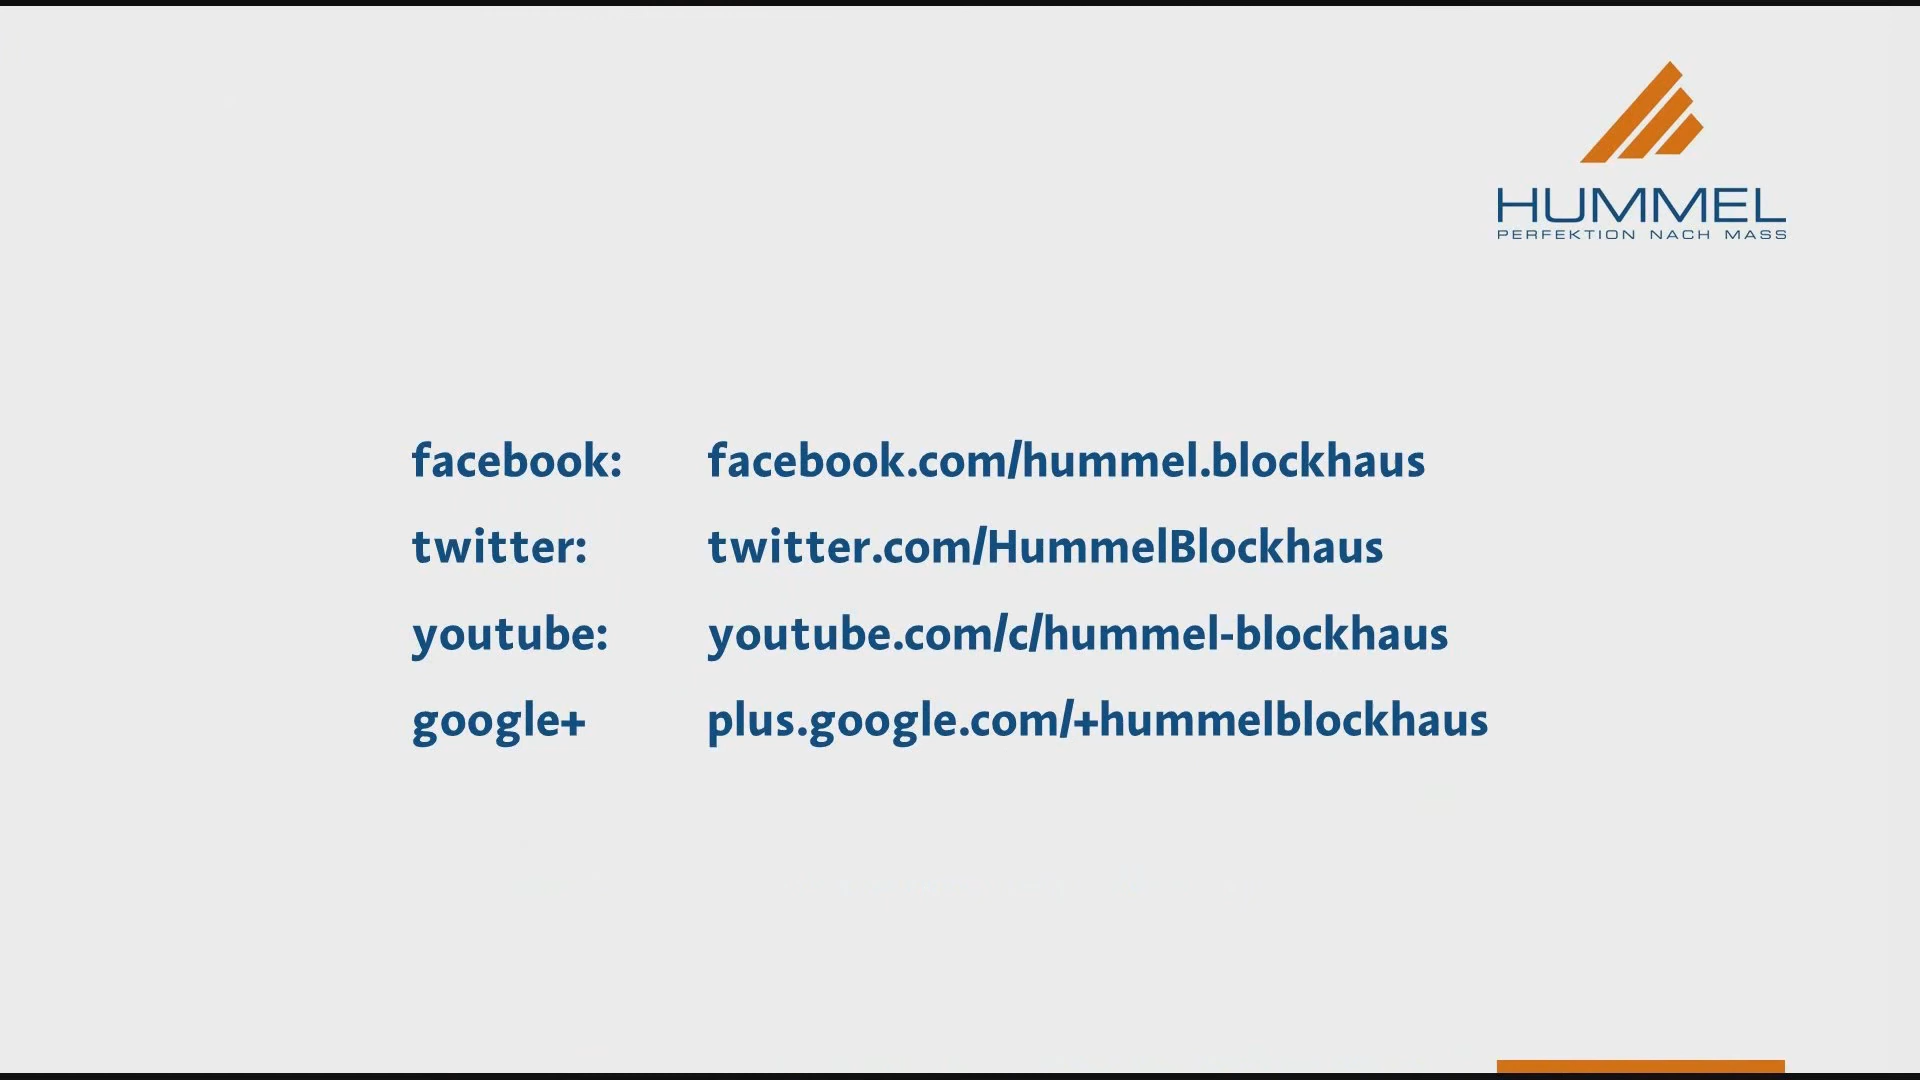 HUMMEL
PERFEKTION NACH MASS
facebook: facebook.com/hummel.blockhaus
twitter: twitter.com/HummelBlockhaus
youtube: youtube.com/c/hummel-blockhaus
google+ plus.google.com/+hummelblockhaus